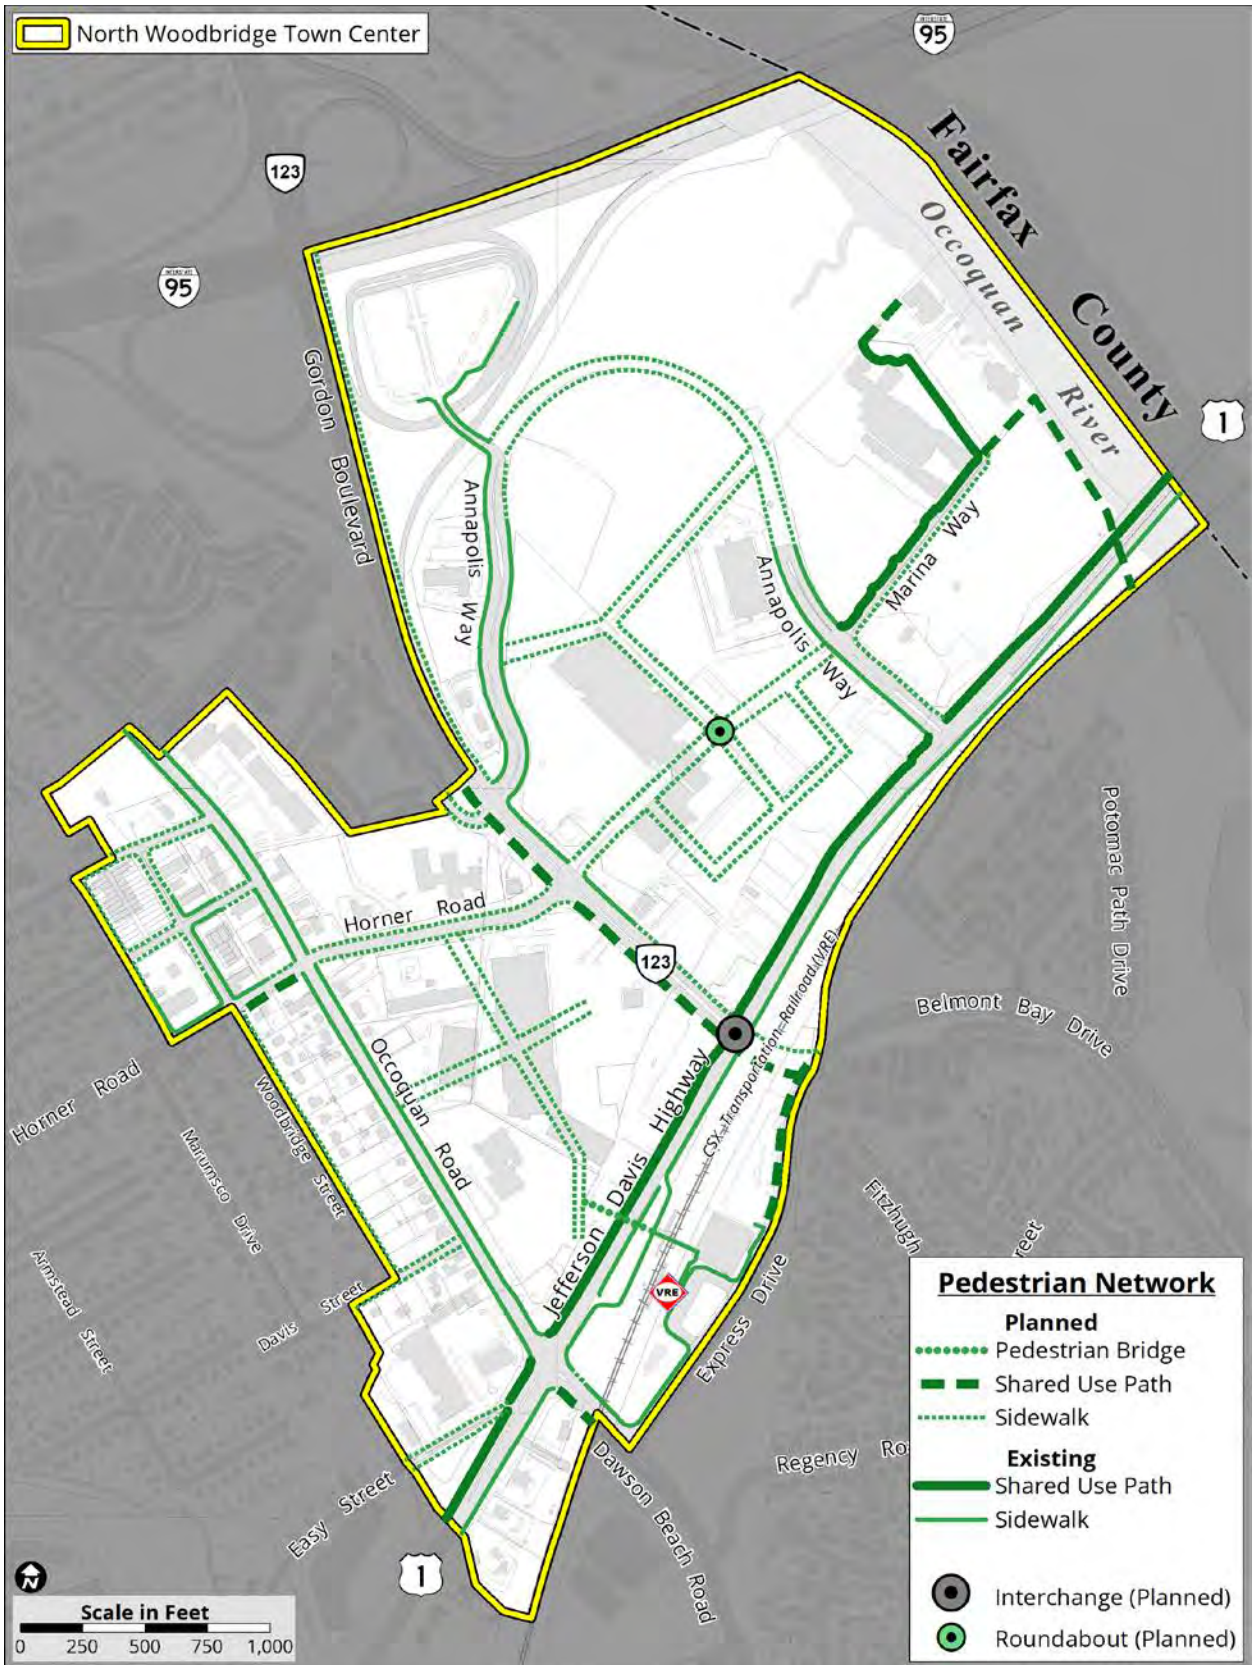 North Woodbridge Town Center
INTERSTATE
95
123
Fairfax
County
Occoquan
River
95
1
Gordon Boulevard
Annapolis Way
Marina Way
Annapolis Way
Potomac Path Drive
Horner Road
123
CSX Transportation Railroad (VRE)
Belmont Bay Drive
Horner Road
Occoquan Road
Jefferson Davis Highway
Woodbridge Street
Marumsco Drive
Armstead Street
Davis Street
Fitzhugh
reet
VRE
Express Drive
Regency Ro
Easy Street
Dawson Beach Road
1
Pedestrian Network
Planned
Pedestrian Bridge
Shared Use Path
Sidewalk
Existing
Shared Use Path
Sidewalk
Interchange (Planned)
Roundabout (Planned)
N
Scale in Feet
0 250 500 750 1,000